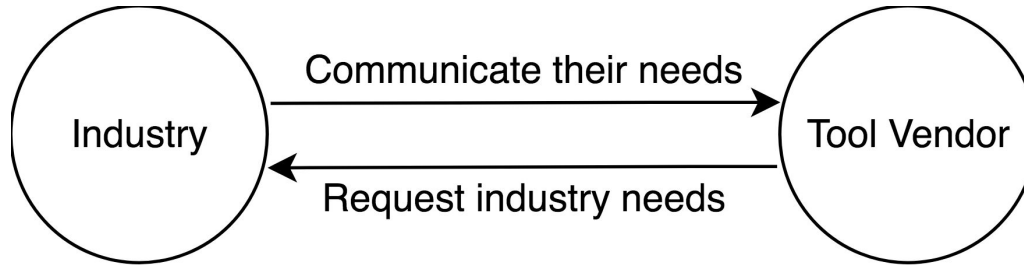 Communicate their needs
Industry
Tool Vendor
Request industry needs